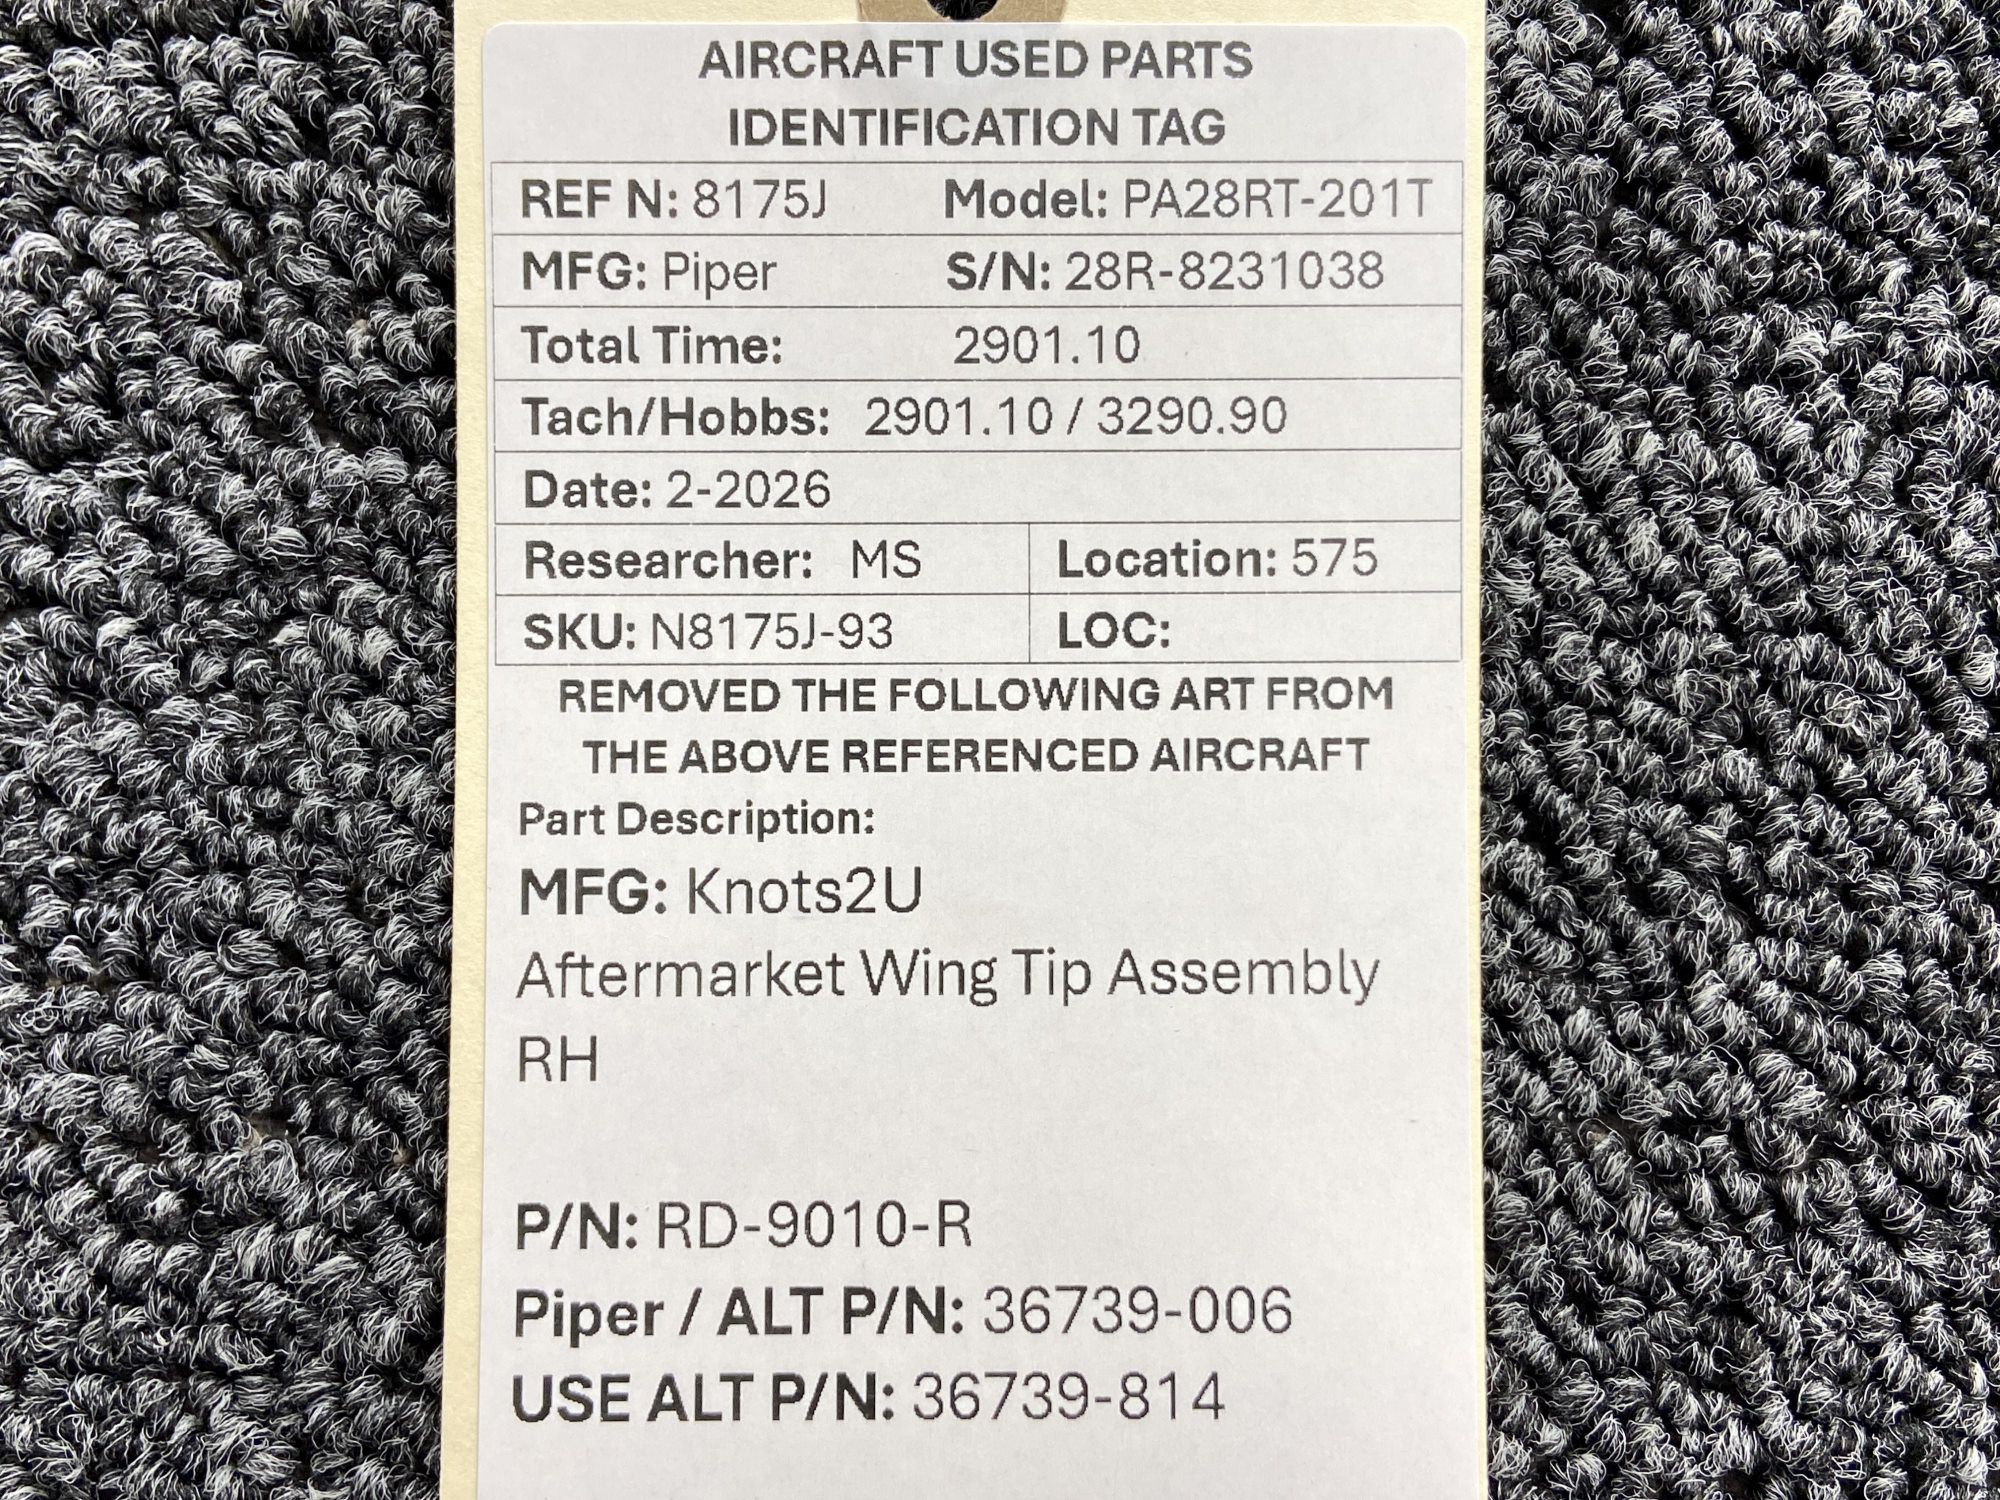 AIRCRAFT USED PARTS
IDENTIFICATION TAG
REF N: 8175J Model: PA28RT-201T
MFG: Piper S/N: 28R-8231038
Total Time: 2901.10
Tach/Hobbs: 2901.10 / 3290.90
Date: 2-2026
Researcher: MS Location: 575
SKU: N8175J-93 LOC:
REMOVED THE FOLLOWING ART FROM
THE ABOVE REFERENCED AIRCRAFT
Part Description:
MFG: Knots2U
Aftermarket Wing Tip Assembly
RH
P/N: RD-9010-R
Piper / ALT P/N: 36739-006
USE ALT P/N: 36739-814